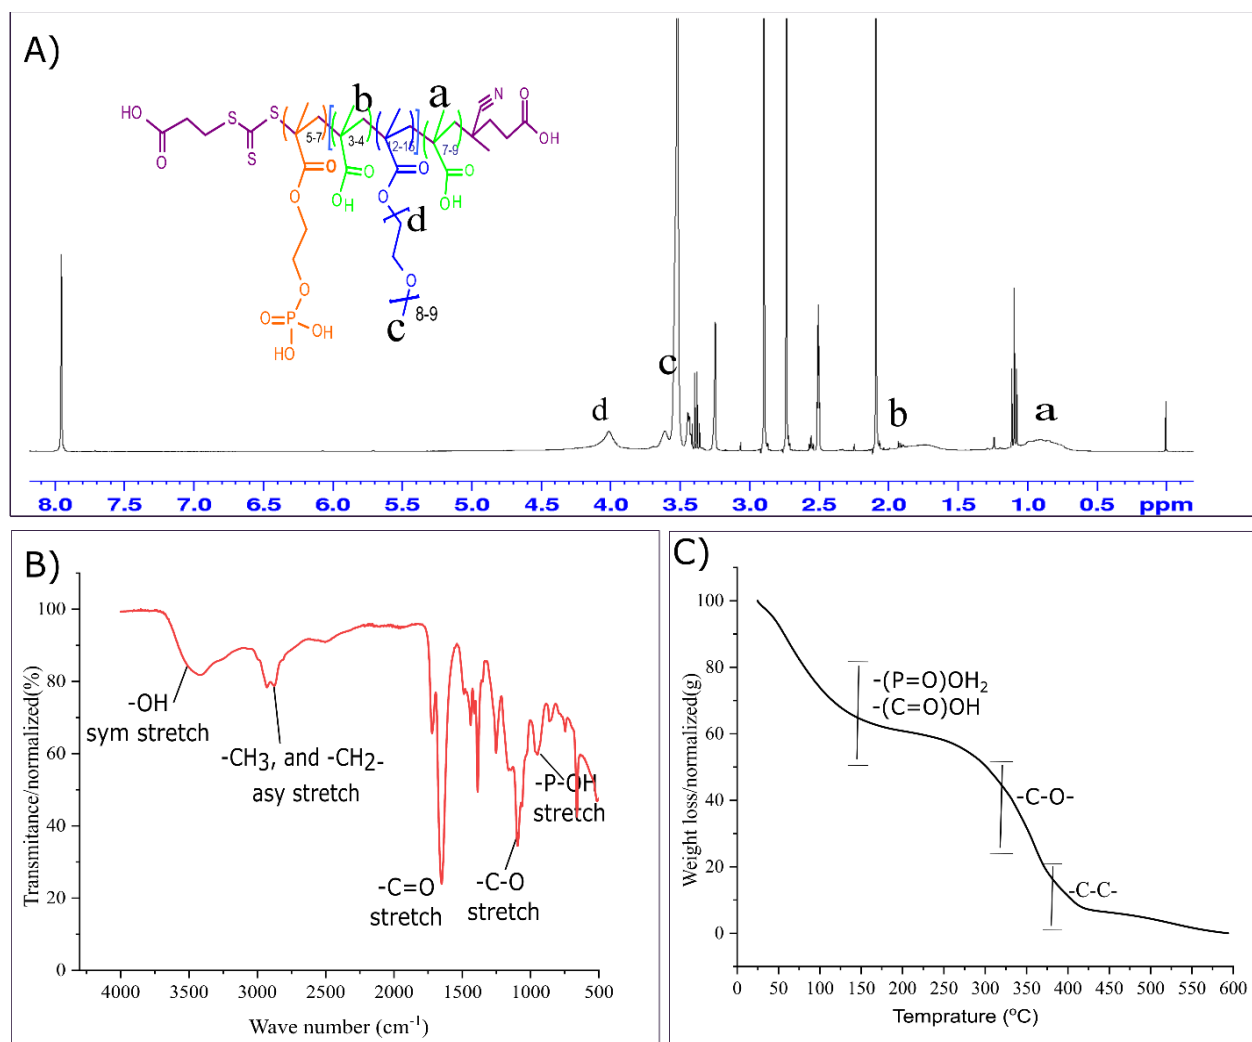 A)
b
a
N
O
HO
S
S
OH
O
S
5-7
3-4
12-15
7-9
O
O
O
O
O
OH
O
OH
d
O
O
8-9
c
O
P
OH
HO
d
c
b
a
8.0 7.5 7.0 6.5 6.0 5.5 5.0 4.5 4.0 3.5 3.0 2.5 2.0 1.5 1.0 0.5 ppm
B)
Transmitance/normalized(%)
100
80
60
40
20
0
-OH
sym stretch
-CH3, and -CH2-
asy stretch
-C=O
stretch
-C-O
stretch
-P-OH
stretch
4000 3500 3000 2500 2000 1500 1000 500
Wave number (cm-1)
C)
Weight loss/normalized(g)
100
80
60
40
20
0
-(P=O)OH2
-(C=O)OH
-C-O-
-C-C-
0 50 100 150 200 250 300 350 400 450 500 550 600
Temprature (ºC)